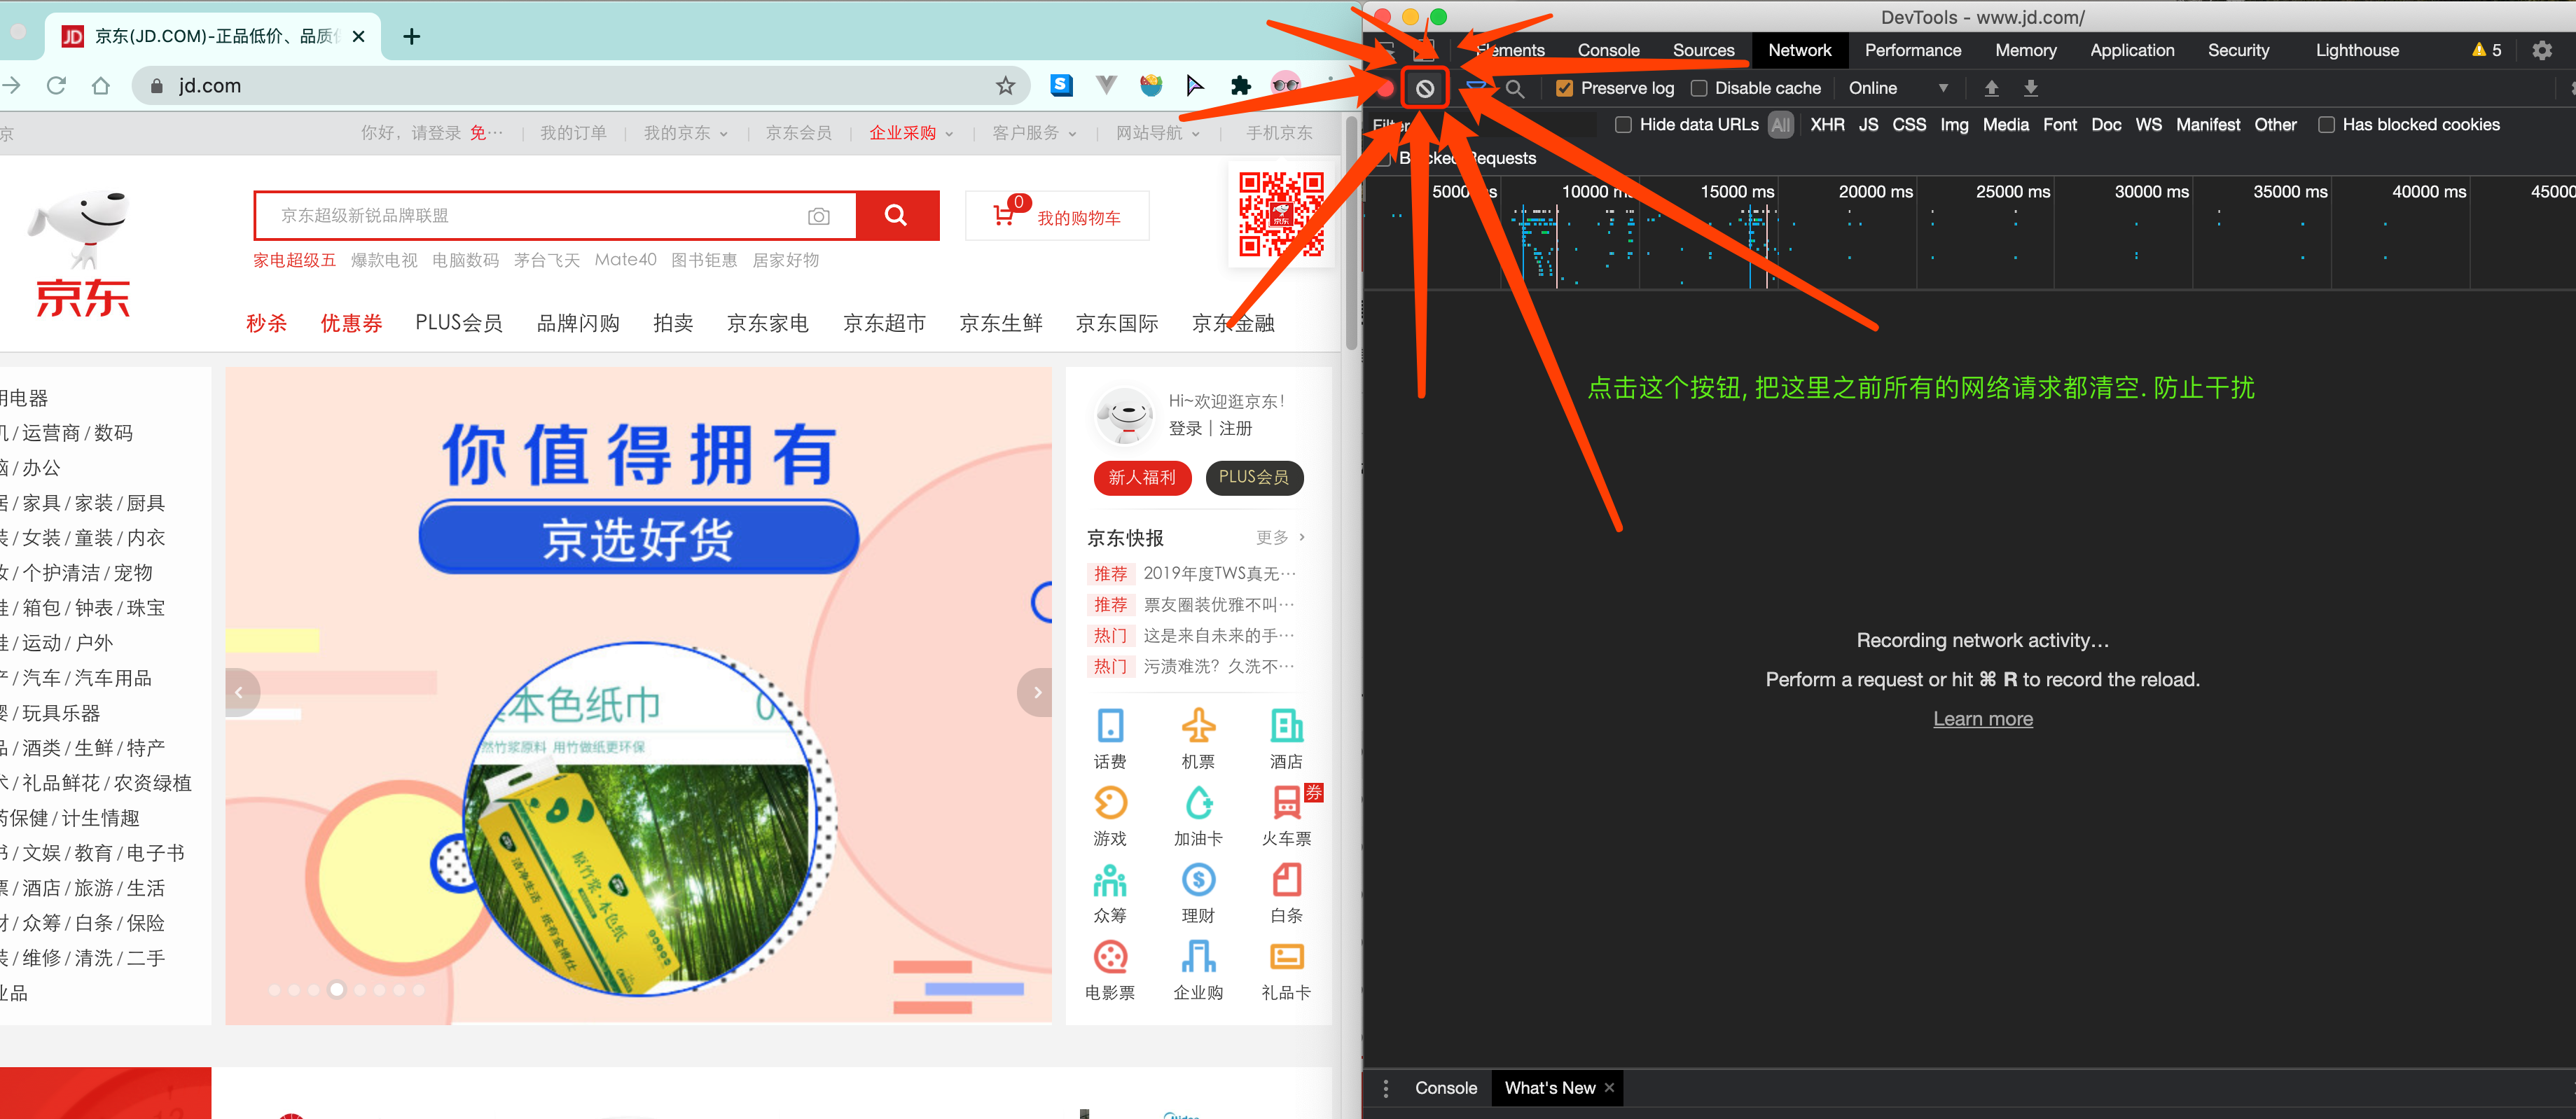 京东(JD.COM)-正品低价、品质
jd.com
京
你好，请登录 免···
我的订单
我的京东
京东会员
企业采购
客户服务
网站导航
手机京东
京东超级新锐品牌联盟
0
我的购物车
家电超级五 爆款电视 电脑数码 茅台飞天 Mate40 图书钜惠 居家好物
京东
秒杀 优惠券 PLUS会员 品牌闪购 拍卖 京东家电 京东超市 京东生鲜 京东国际 京东金融
电器
/ 运营商 / 数码
/ 办公
/ 家具 / 家装 / 厨具
/ 女装 / 童装 / 内衣
/ 个护清洁 / 宠物
/ 箱包 / 钟表 / 珠宝
/ 运动 / 户外
/ 汽车 / 汽车用品
/ 玩具乐器
/ 酒类 / 生鲜 / 特产
/ 礼品鲜花 / 农资绿植
保健 / 计生情趣
/ 文娱 / 教育 / 电子书
/ 酒店 / 旅游 / 生活
/ 众筹 / 白条 / 保险
/ 维修 / 清洗 / 二手
品
你值得拥有
京选好货
本色纸巾
然竹浆原料 用竹做纸更环保
原竹浆·本色纸
Hi~欢迎逛京东！
登录 | 注册
新人福利
PLUS会员
京东快报
更多
推荐 2019年度TWS真无···
推荐 票友圈装优雅不叫···
热门 这是来自未来的手···
热门 污渍难洗？久洗不···
话费 机票 酒店
券
游戏 加油卡 火车票
众筹 理财 白条
电影票 企业购 礼品卡
DevTools - www.jd.com/
Elements Console Sources Network Performance Memory Application Security Lighthouse 5
Preserve log Disable cache Online
Filter
Hide data URLs All XHR JS CSS Img Media Font Doc WS Manifest Other Has blocked cookies
Blocked Requests
5000 ms 10000 ms 15000 ms 20000 ms 25000 ms 30000 ms 35000 ms 40000 ms 45000
点击这个按钮, 把这里之前所有的网络请求都清空. 防止干扰
Recording network activity…
Perform a request or hit ⌘ R to record the reload.
Learn more
Console What's New